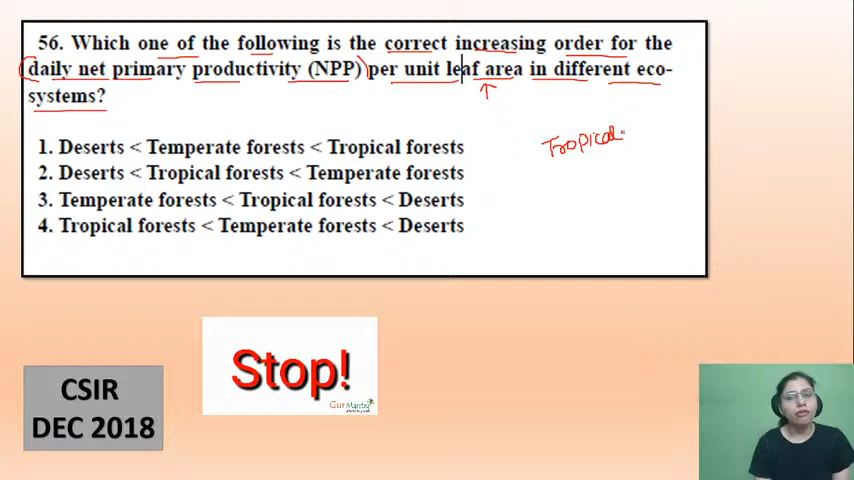 56. Which one of the following is the correct increasing order for the
daily net primary productivity (NPP) per unit leaf area in different eco-
systems?
1. Deserts < Temperate forests < Tropical forests
2. Deserts < Tropical forests < Temperate forests
3. Temperate forests < Tropical forests < Deserts
4. Tropical forests < Temperate forests < Deserts
Tropical
Stop!
CSIR
DEC 2018